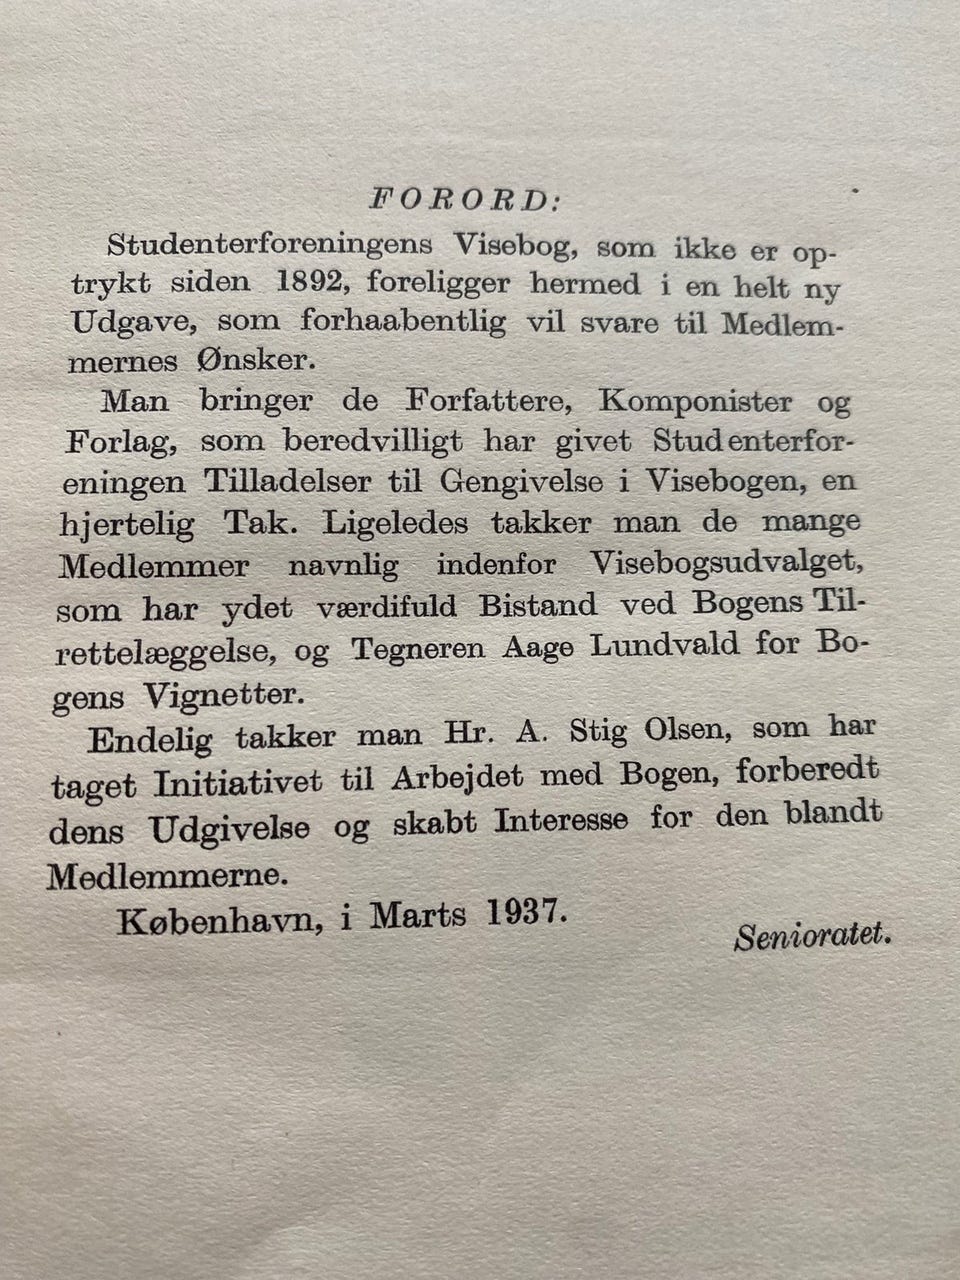 FORORD:
Studenterforeningens Visebog, som ikke er op-
trykt siden 1892, foreligger hermed i en helt ny
Udgave, som forhaabentlig vil svare til Medlem-
mernes Ønsker.
Man bringer de Forfattere, Komponister og
Forlag, som beredvilligt har givet Studenterfor-
eningen Tilladelser til Gengivelse i Visebogen, en
hjertelig Tak. Ligeledes takker man de mange
Medlemmer navnlig indenfor Visebogsudvalget,
som har ydet værdifuld Bistand ved Bogens Til-
rettelæggelse, og Tegneren Aage Lundvald for Bo-
gens Vignetter.
Endelig takker man Hr. A. Stig Olsen, som har
taget Initiativet til Arbejdet med Bogen, forberedt
dens Udgivelse og skabt Interesse for den blandt
Medlemmerne.
København, i Marts 1937.
Senioratet.